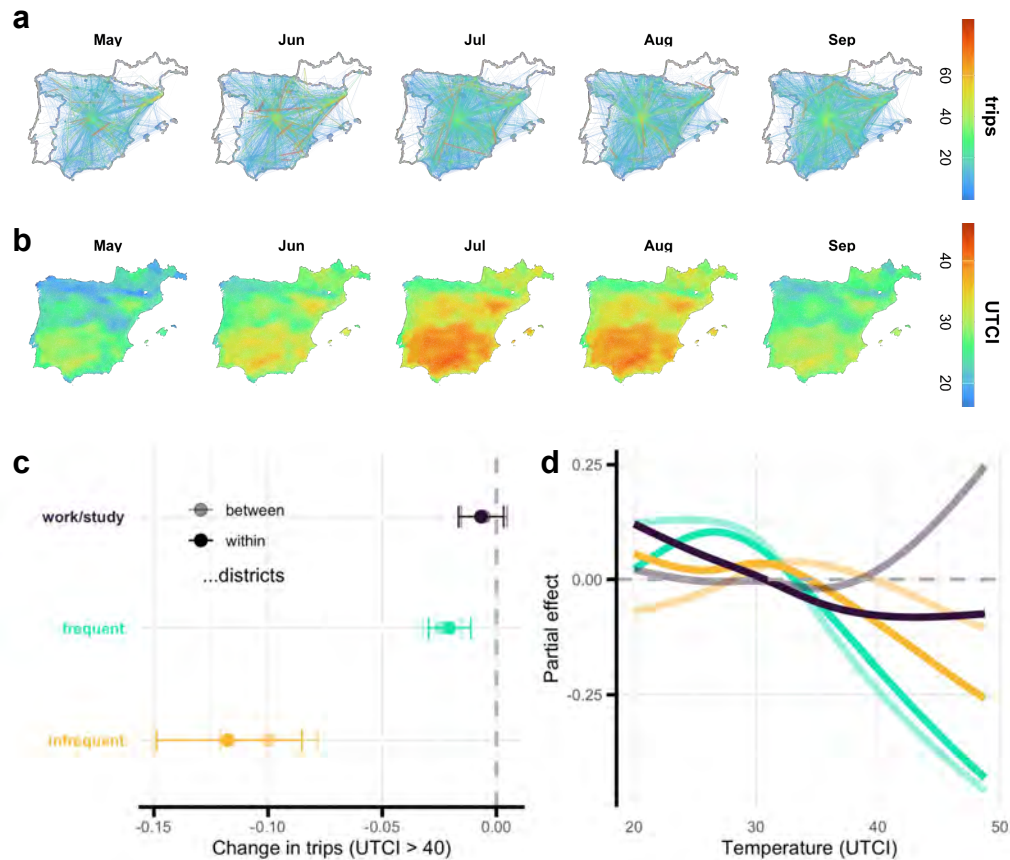 a
May Jun Jul Aug Sep
60
40
20
trips
b
May Jun Jul Aug Sep
40
30
20
UTCI
c
work/study
frequent
infrequent
between
within
...districts
-0.15 -0.10 -0.05 0.00
Change in trips (UTCI > 40)
d
0.25
0.00
-0.25
Partial effect
20 30 40 50
Temperature (UTCI)